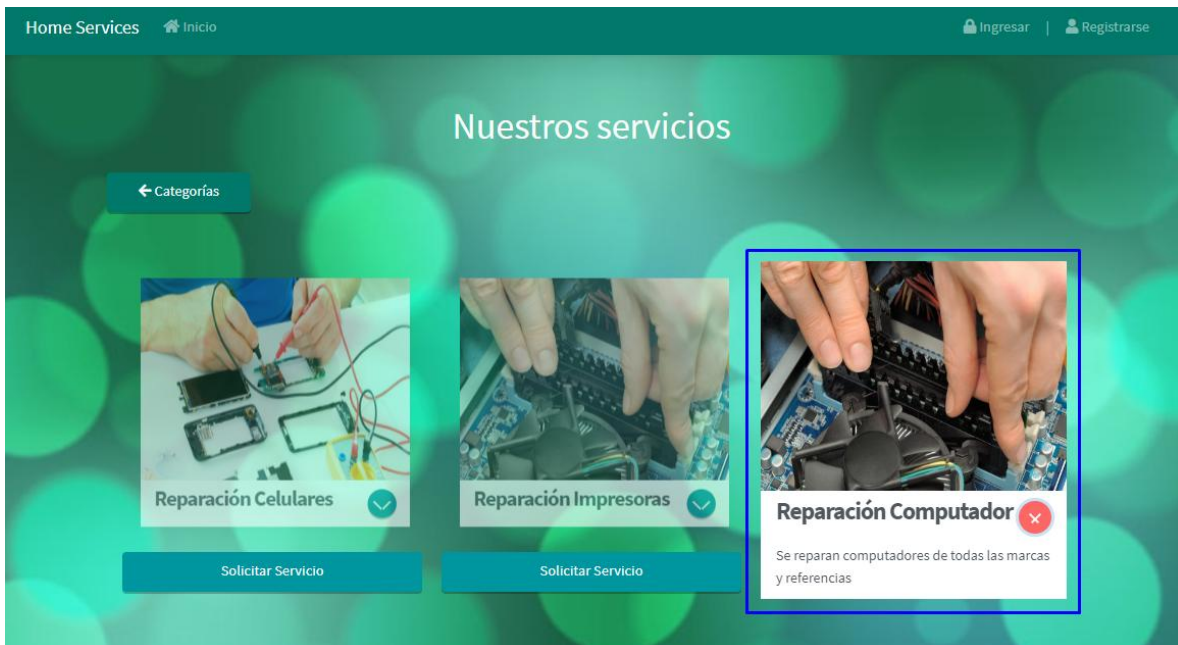 Home Services Inicio Ingresar | Registrarse
Nuestros servicios
Categorías
Reparación Celulares
Reparación Impresoras
Reparación Computador
Se reparan computadores de todas las marcas
y referencias
Solicitar Servicio
Solicitar Servicio